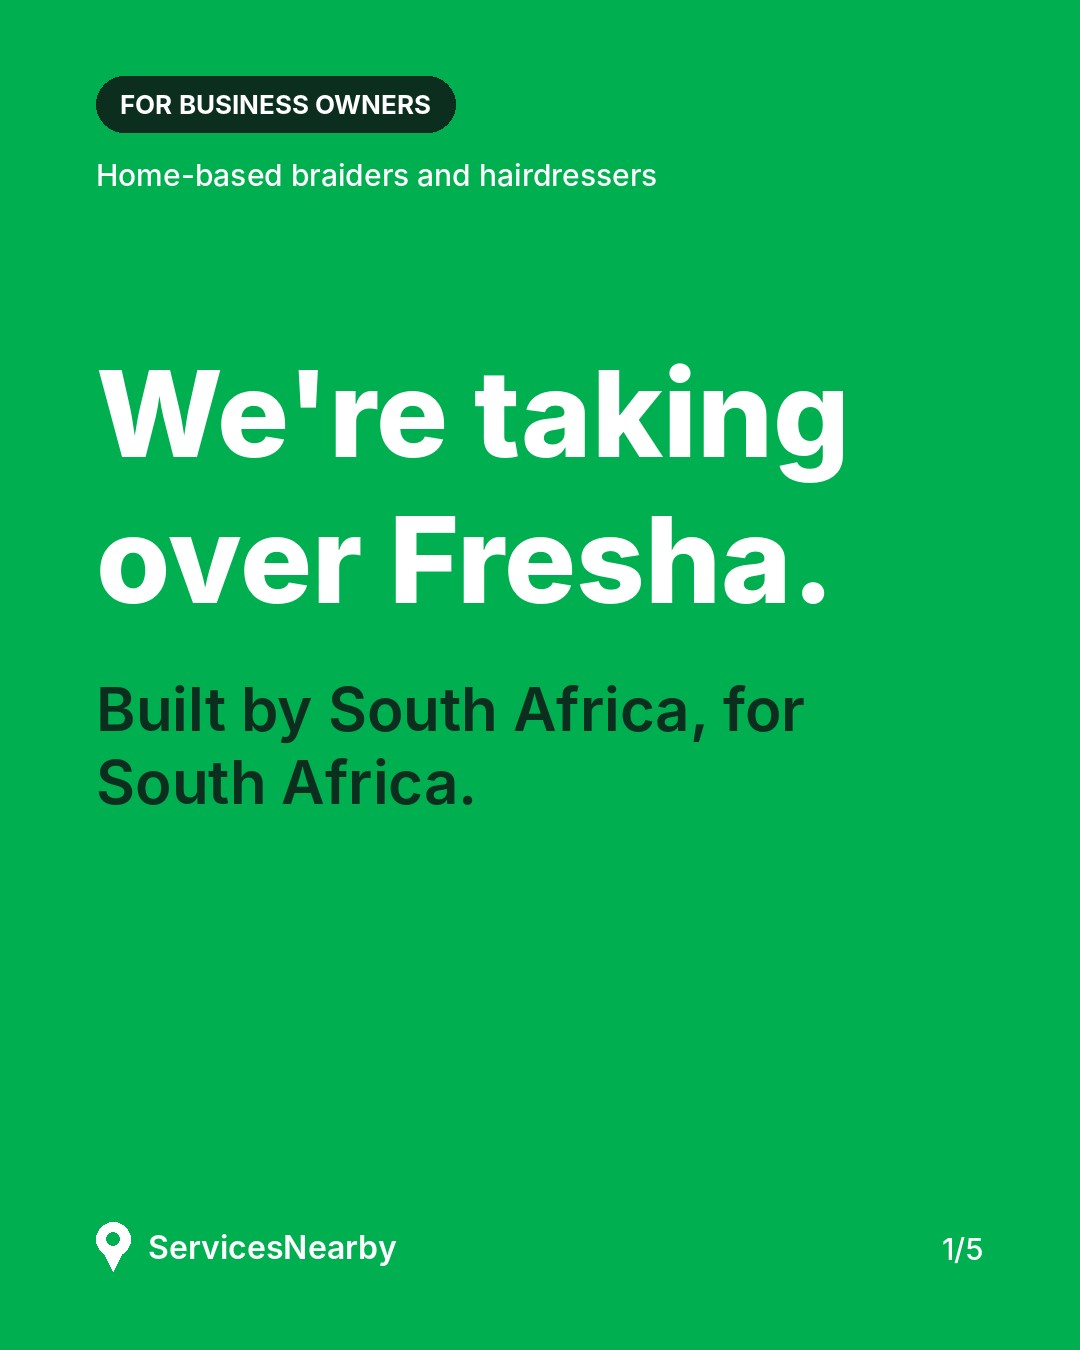 FOR BUSINESS OWNERS
Home-based braiders and hairdressers
We're taking
over Fresha.
Built by South Africa, for
South Africa.
ServicesNearby
1/5